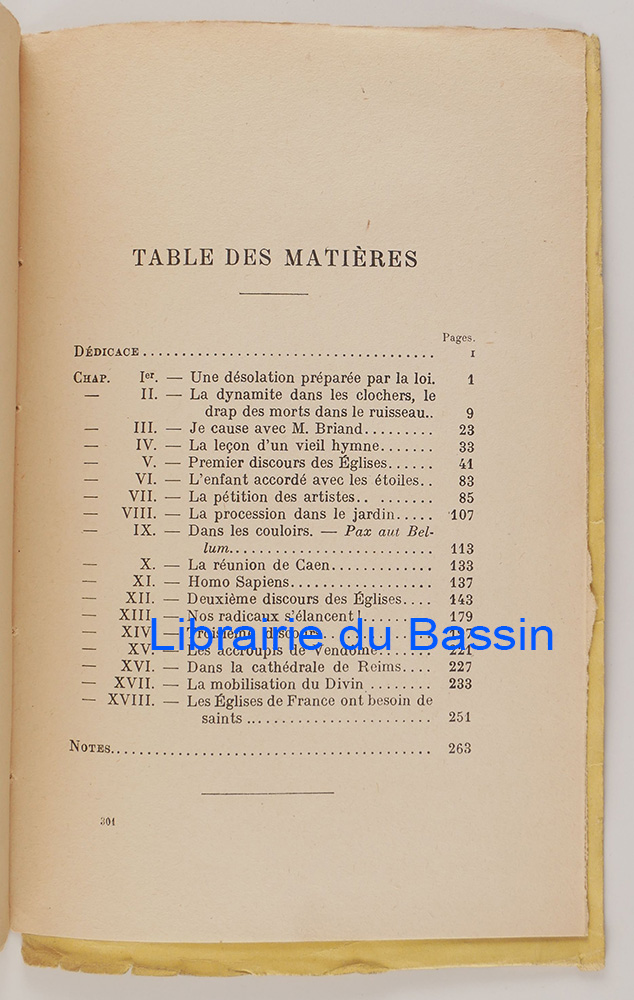 TABLE DES MATIÈRES
Pages.
DÉDICACE........................................ I
CHAP. Ier. — Une désolation préparée par la loi. 1
— II. — La dynamite dans les clochers, le
drap des morts dans le ruisseau.. 9
— III. — Je cause avec M. Briand......... 23
— IV. — La leçon d'un vieil hymne....... 33
— V. — Premier discours des Églises...... 41
— VI. — L'enfant accordé avec les étoiles.. 83
— VII. — La pétition des artistes.. ....... 85
— VIII. — La procession dans le jardin..... 107
— IX. — Dans les couloirs. — Pax aut Bel-
lum.......................... 113
— X. — La réunion de Caen............. 133
— XI. — Homo Sapiens.................. 137
— XII. — Deuxième discours des Églises.... 143
— XIII. — Nos radicaux s'élancent !........ 179
— XIV. — Troisième discours
Librairie du Bassin
— XV. — Les accroupis de Vendôme...... 221
— XVI. — Dans la cathédrale de Reims.... 227
— XVII. — La mobilisation du Divin ........ 233
— XVIII. — Les Églises de France ont besoin de
saints ........................ 251
NOTES........................................ 263
301